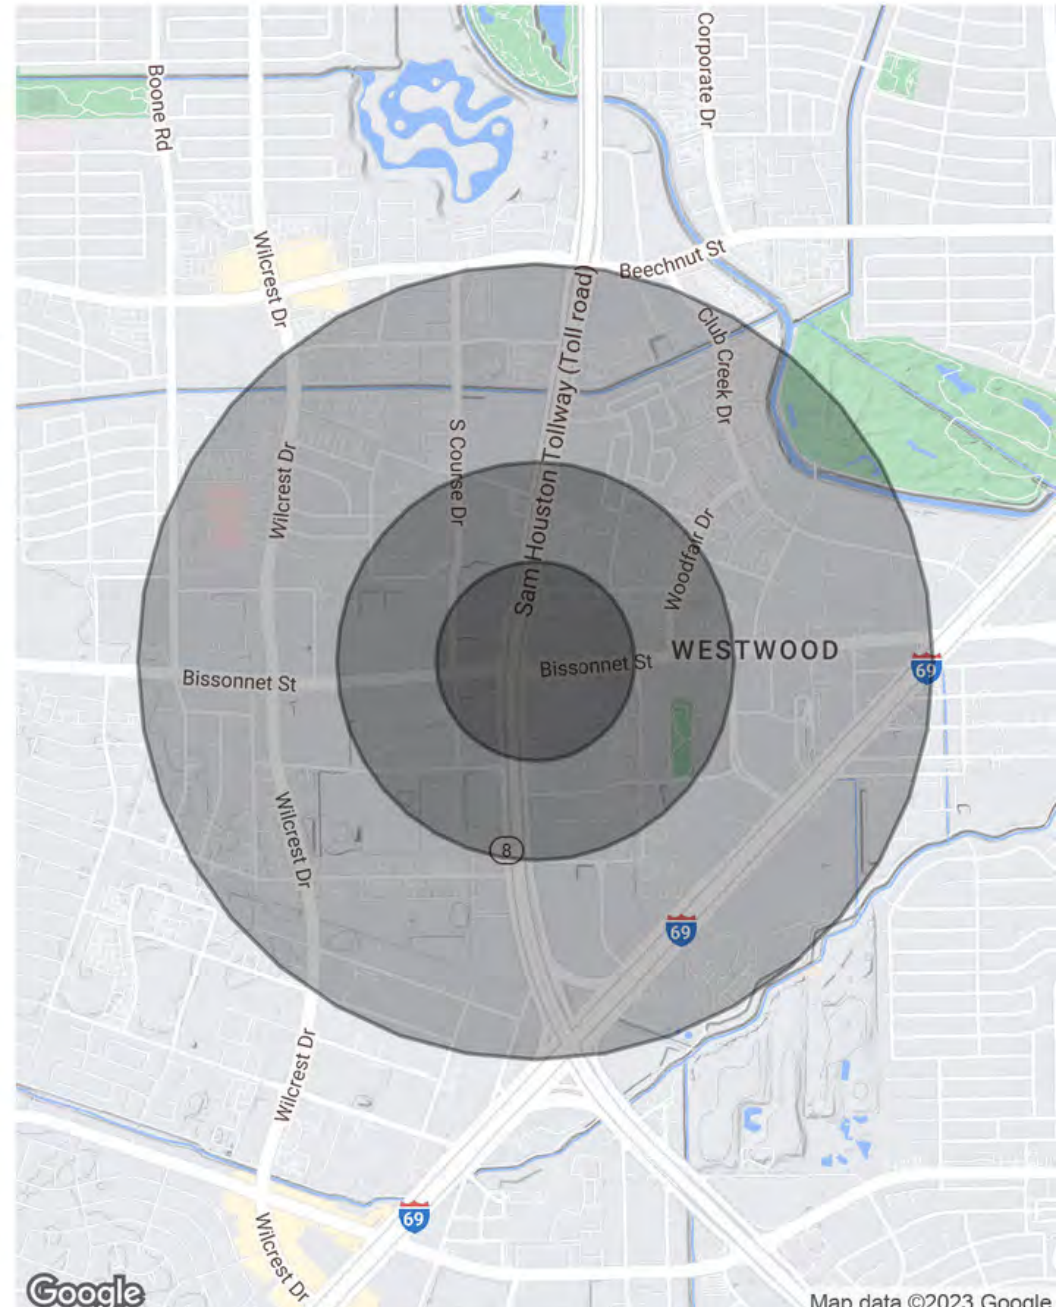 Corporate Dr
Boone Rd
Wilcrest Dr
Beechnut St
Sam Houston Tollway (Toll road)
Club Creek Dr
S Course Dr
Wilcrest Dr
Woodfair Dr
WESTWOOD
Bissonnet St
69
Bissonnet St
Wilcrest Dr
8
69
Wilcrest Dr
69
Wilcrest Dr
Google
Map data ©2023 Google